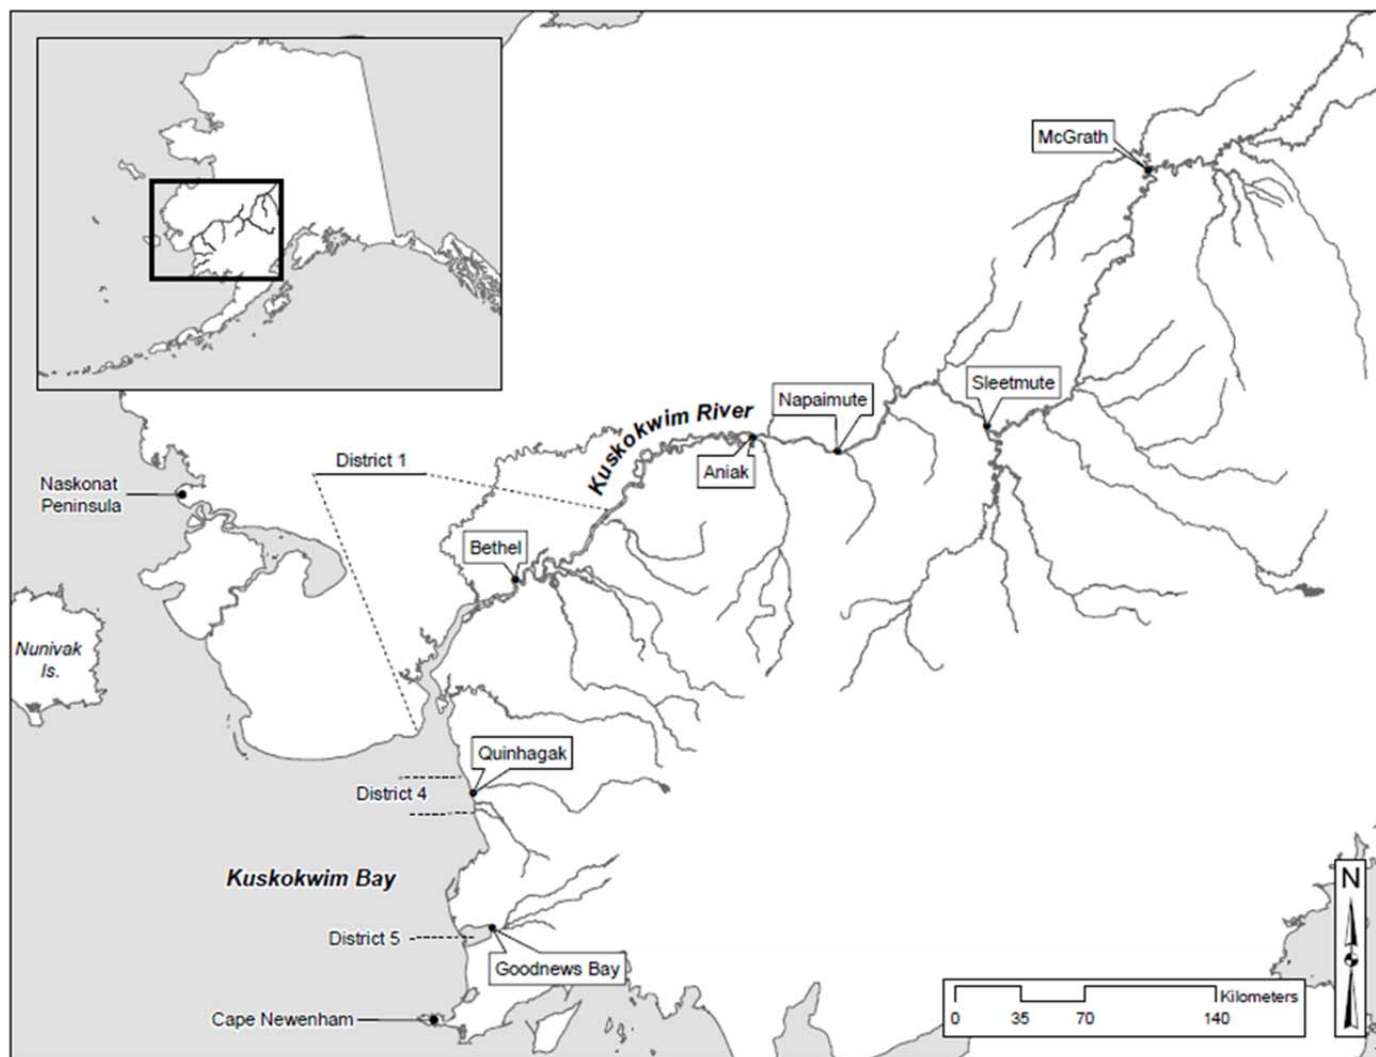 McGrath
Sleetmute
Napaimute
Kuskokwim River
Aniak
District 1
Naskonat
Peninsula
Bethel
Nunivak
Is.
Quinhagak
District 4
Kuskokwim Bay
District 5
Goodnews Bay
Cape Newenham
N
Kilometers
0 35 70 140